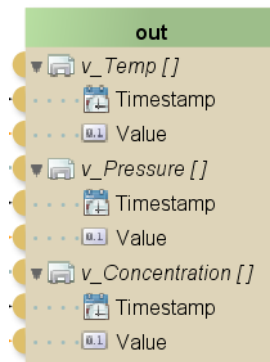 out
v_Temp []
Timestamp
0.1 Value
v_Pressure []
Timestamp
0.1 Value
v_Concentration []
Timestamp
0.1 Value